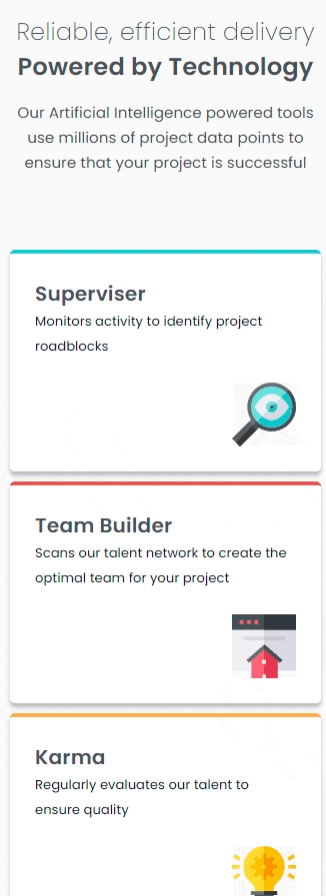 Reliable, efficient delivery
Powered by Technology
Our Artificial Intelligence powered tools
use millions of project data points to
ensure that your project is successful
Superviser
Monitors activity to identify project
roadblocks
Team Builder
Scans our talent network to create the
optimal team for your project
Karma
Regularly evaluates our talent to
ensure quality